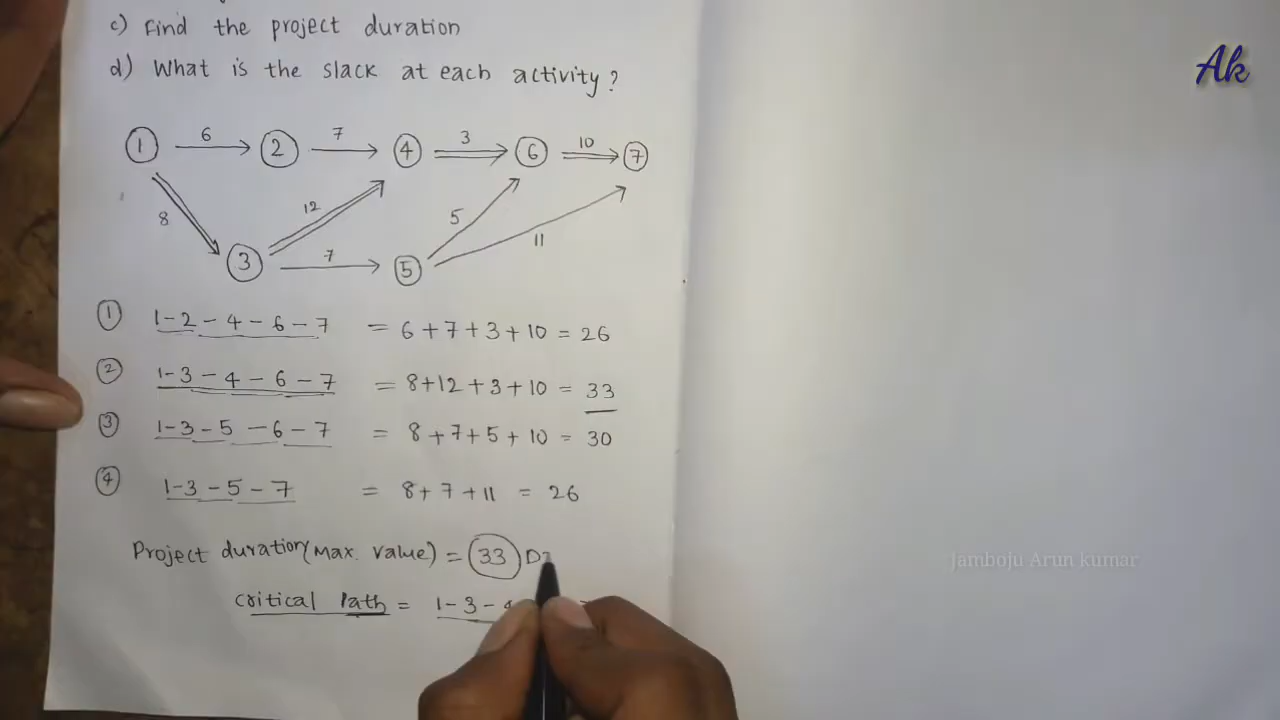 c) Find the project duration
d) What is the slack at each activity?
Ak
1 6 2 7 4 3 6 10 7
8 12 5 11
3 7 5
1 1-2-4-6-7 = 6+7+3+10 = 26
2 1-3-4-6-7 = 8+12+3+10 = 33
3 1-3-5-6-7 = 8+7+5+10 = 30
4 1-3-5-7 = 8+7+11 = 26
Project duration(Max. value) = 33
Jamboju Arun kumar
critical Path = 1-3-4